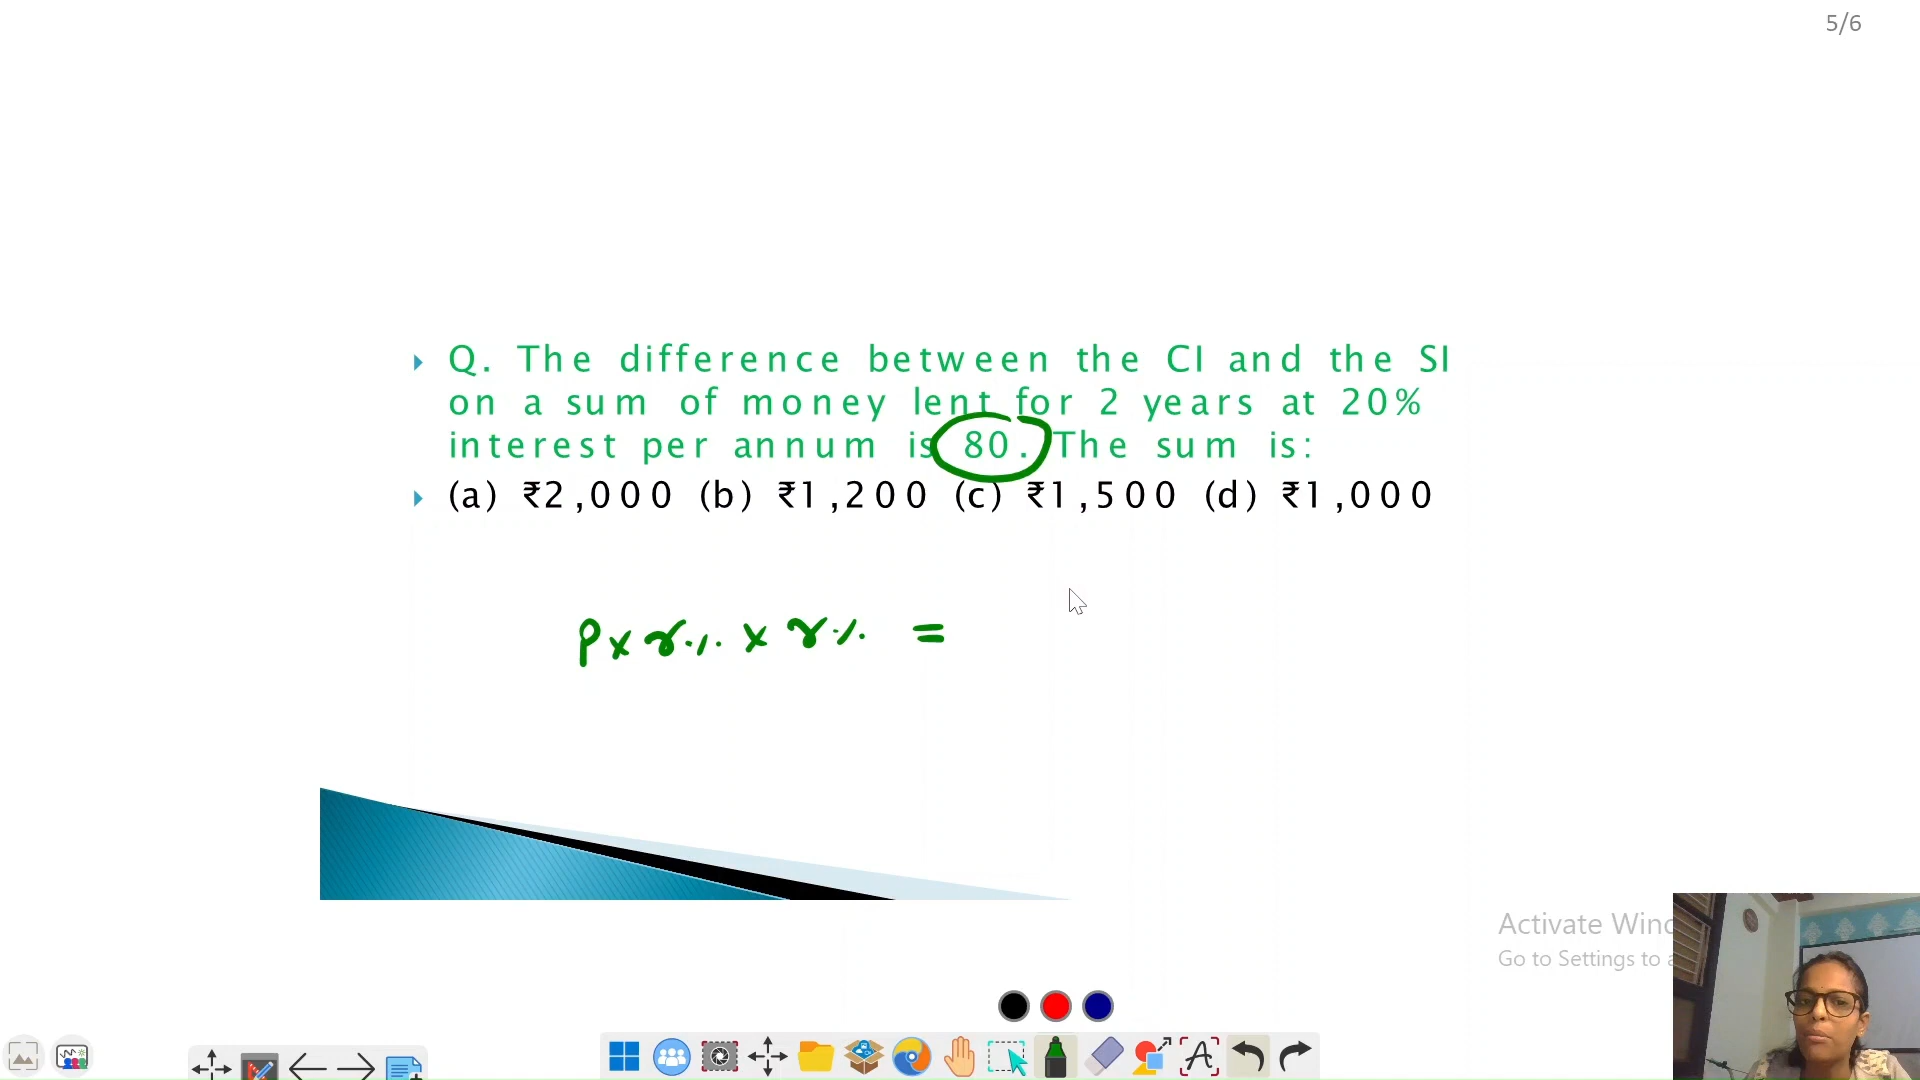 5/6
Q. The difference between the CI and the SI
on a sum of money lent for 2 years at 20%
interest per annum is 80. The sum is:
(a) ₹2,000 (b) ₹1,200 (c) ₹1,500 (d) ₹1,000
P x r% x r% =
Activate Wind
Go to Settings to a